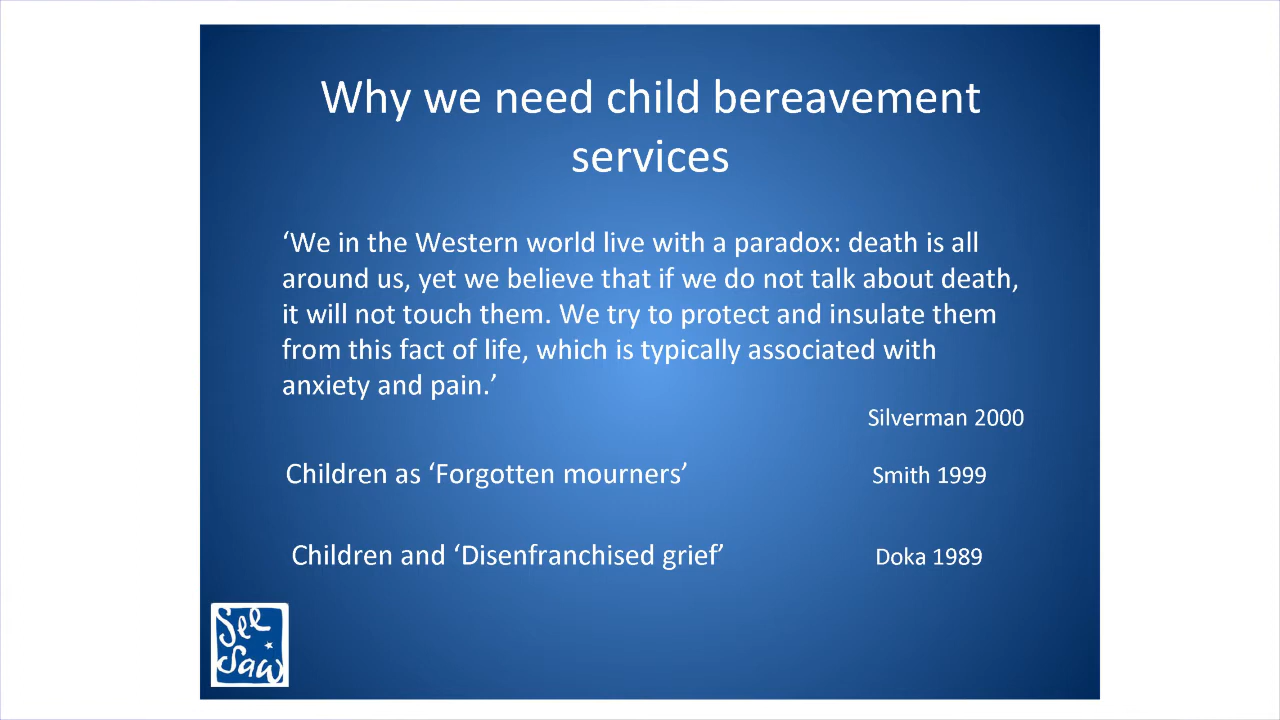 Why we need child bereavement
services
‘We in the Western world live with a paradox: death is all
around us, yet we believe that if we do not talk about death,
it will not touch them. We try to protect and insulate them
from this fact of life, which is typically associated with
anxiety and pain.’
Silverman 2000
Children as ‘Forgotten mourners’ Smith 1999
Children and ‘Disenfranchised grief’ Doka 1989
See
Saw